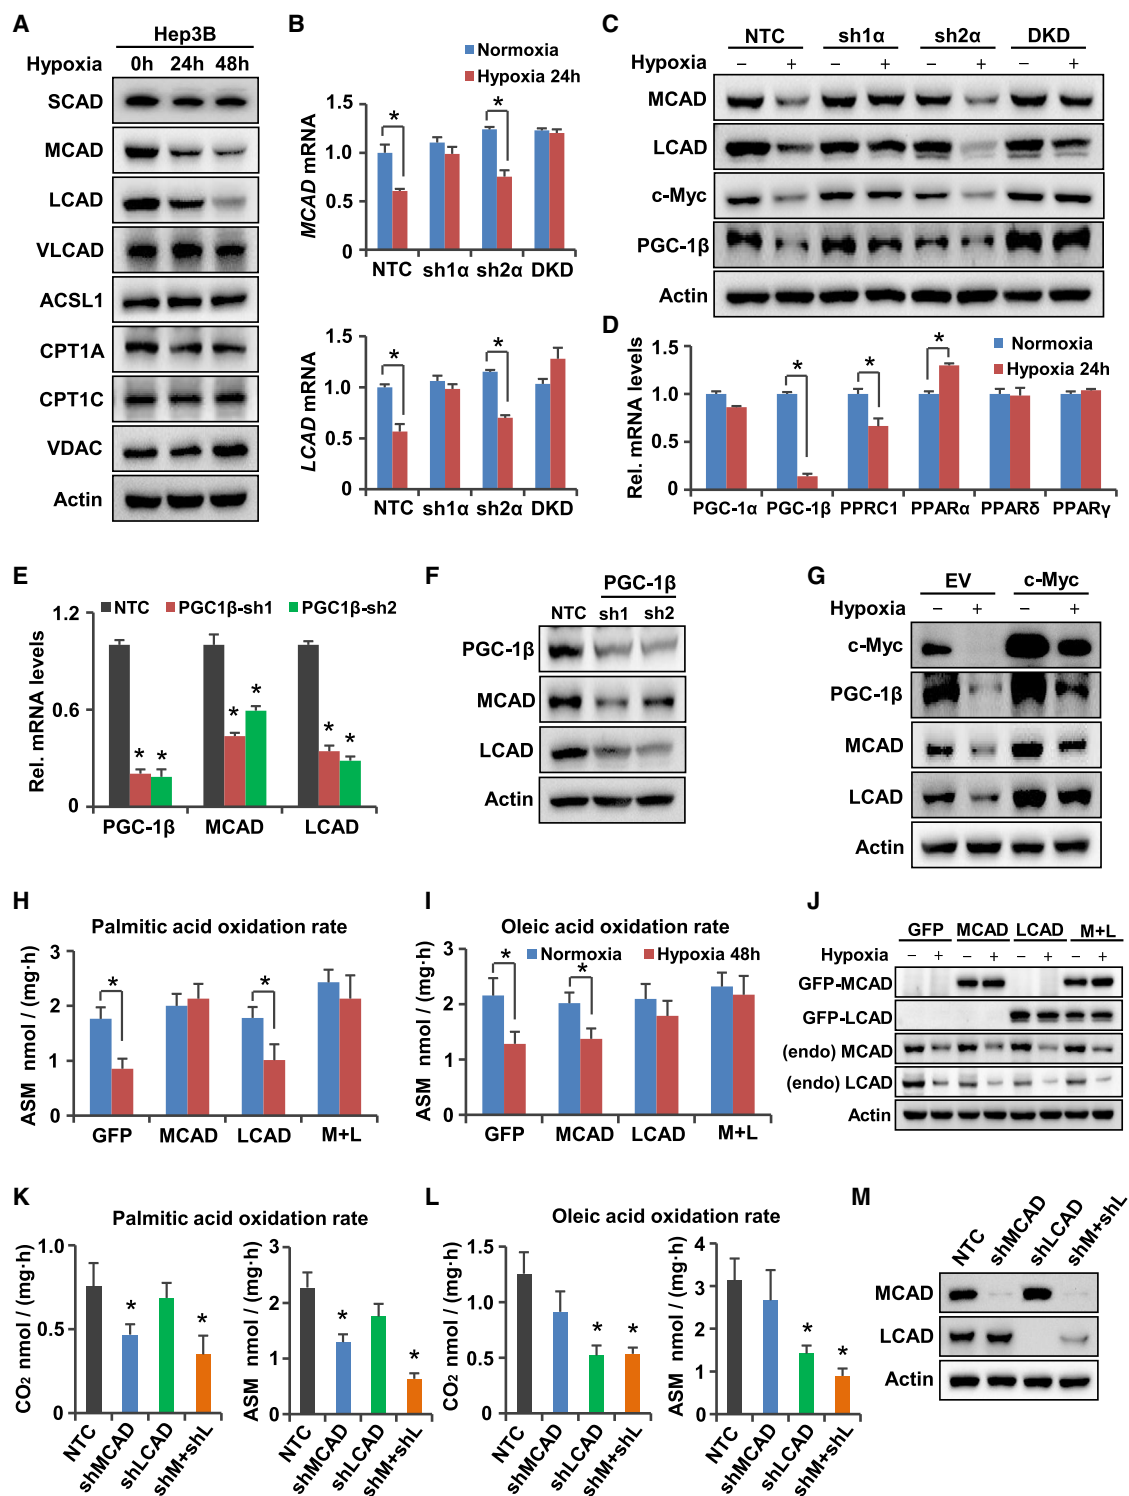 A
Hep3B
Hypoxia 0h 24h 48h
SCAD
MCAD
LCAD
VLCAD
ACSL1
CPT1A
CPT1C
VDAC
Actin
B
Normoxia
Hypoxia 24h
MCAD mRNA
1.5
1.0
0.5
0
NTC sh1α sh2α DKD
* *
LCAD mRNA
1.5
1.0
0.5
0
NTC sh1α sh2α DKD
* *
C
NTC sh1α sh2α DKD
Hypoxia − + − + − + − +
MCAD
LCAD
c-Myc
PGC-1β
Actin
D
Normoxia
Hypoxia 24h
Rel. mRNA levels
1.5
1.0
0.5
0
* * *
PGC-1α PGC-1β PPRC1 PPARα PPARδ PPARγ
E
NTC PGC1β-sh1 PGC1β-sh2
Rel. mRNA levels
1.2
0.6
0
* * * * * *
PGC-1β MCAD LCAD
F
PGC-1β
NTC sh1 sh2
PGC-1β
MCAD
LCAD
Actin
G
EV c-Myc
Hypoxia − + − +
c-Myc
PGC-1β
MCAD
LCAD
Actin
H
Palmitic acid oxidation rate
ASM nmol / (mg·h)
3
2
1
0
* *
GFP MCAD LCAD M+L
I
Oleic acid oxidation rate
Normoxia Hypoxia 48h
ASM nmol / (mg·h)
3
2
1
0
* *
GFP MCAD LCAD M+L
J
GFP MCAD LCAD M+L
Hypoxia − + − + − + − +
GFP-MCAD
GFP-LCAD
(endo) MCAD
(endo) LCAD
Actin
K
Palmitic acid oxidation rate
CO2 nmol / (mg·h)
1.0
0.5
0
* *
NTC shMCAD shLCAD shM+shL
ASM nmol / (mg·h)
3
2
1
0
* *
NTC shMCAD shLCAD shM+shL
L
Oleic acid oxidation rate
CO2 nmol / (mg·h)
1.5
1.0
0.5
0
* *
NTC shMCAD shLCAD shM+shL
ASM nmol / (mg·h)
4
3
2
1
0
* *
NTC shMCAD shLCAD shM+shL
M
NTC shMCAD shLCAD shM+shL
MCAD
LCAD
Actin